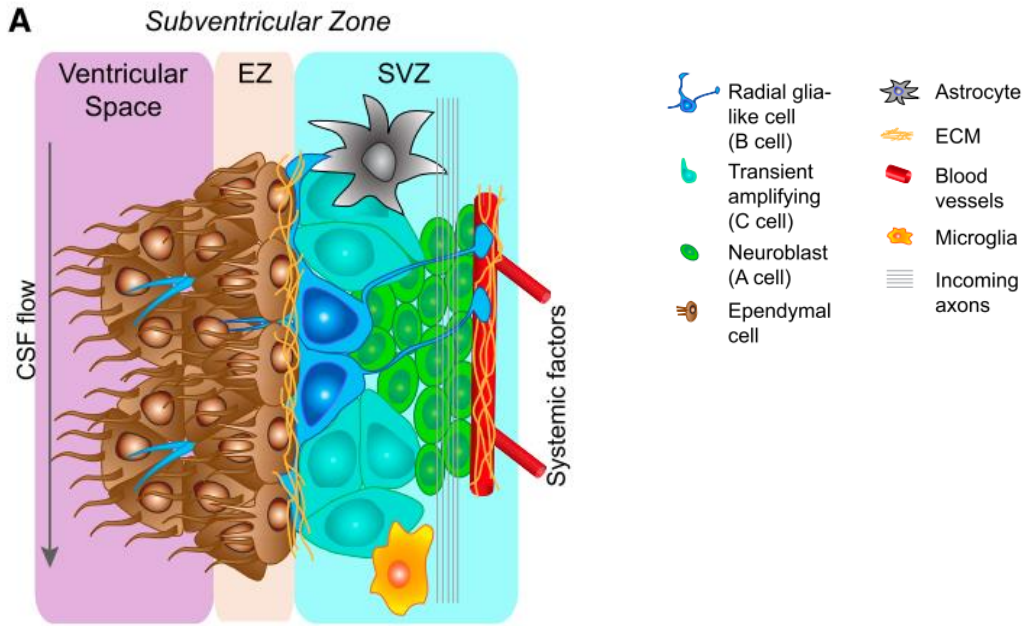 A
Subventricular Zone
Ventricular
Space
EZ
SVZ
CSF flow
Systemic factors
Radial glia-
like cell
(B cell)
Transient
amplifying
(C cell)
Neuroblast
(A cell)
Ependymal
cell
Astrocyte
ECM
Blood
vessels
Microglia
Incoming
axons